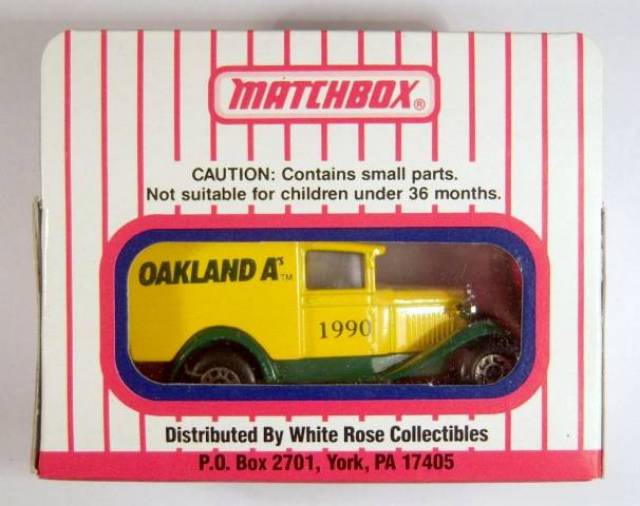 MATCHBOX®
CAUTION: Contains small parts.
Not suitable for children under 36 months.
OAKLAND A's™
1990
Distributed By White Rose Collectibles
P.O. Box 2701, York, PA 17405